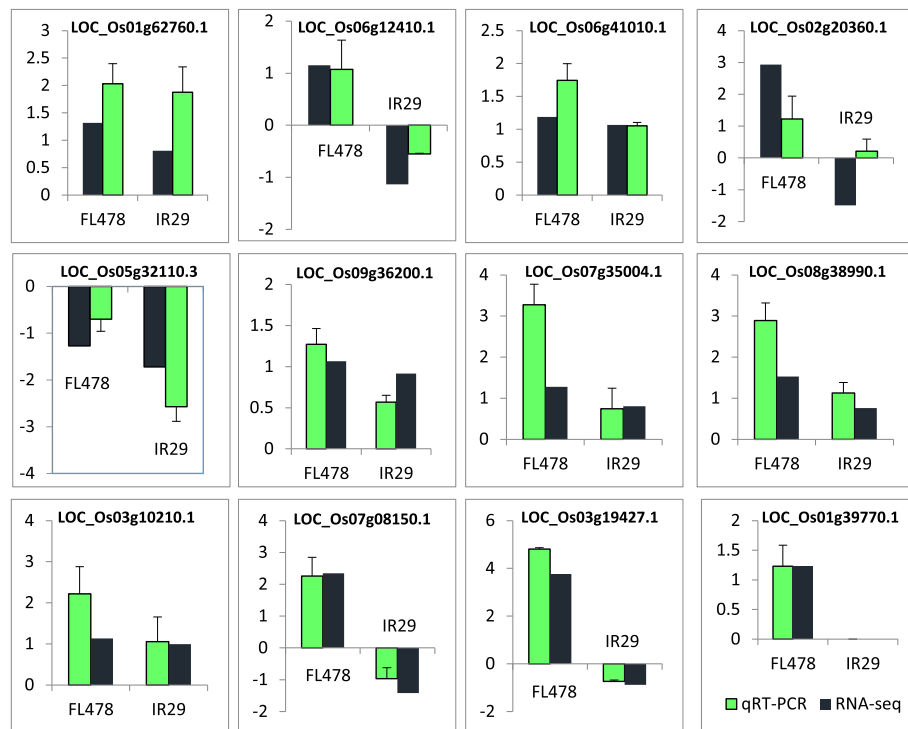 LOC_Os01g62760.1
3
2.5
2
1.5
1
0.5
0
FL478 IR29
LOC_Os06g12410.1
2
1
0
-1
-2
FL478
IR29
LOC_Os06g41010.1
2.5
2
1.5
1
0.5
0
FL478 IR29
LOC_Os02g20360.1
4
3
2
1
0
-1
-2
FL478
IR29
LOC_Os05g32110.3
0
-1
-2
-3
-4
FL478
IR29
LOC_Os09g36200.1
2
1.5
1
0.5
0
FL478 IR29
LOC_Os07g35004.1
4
3
2
1
0
FL478 IR29
LOC_Os08g38990.1
4
3
2
1
0
FL478 IR29
LOC_Os03g10210.1
4
3
2
1
0
FL478 IR29
LOC_Os07g08150.1
4
3
2
1
0
-1
-2
FL478
IR29
LOC_Os03g19427.1
6
4
2
0
-2
FL478
IR29
LOC_Os01g39770.1
2
1.5
1
0.5
0
FL478 IR29
qRT-PCR RNA-seq